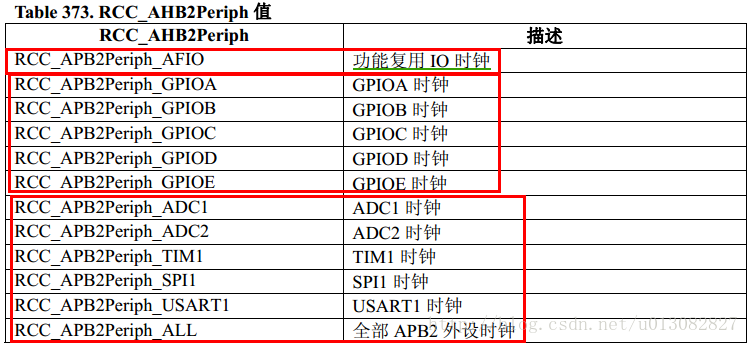 Table 373. RCC_AHB2Periph 值
RCC_AHB2Periph 描述
RCC_APB2Periph_AFIO 功能复用 IO 时钟
RCC_APB2Periph_GPIOA GPIOA 时钟
RCC_APB2Periph_GPIOB GPIOB 时钟
RCC_APB2Periph_GPIOC GPIOC 时钟
RCC_APB2Periph_GPIOD GPIOD 时钟
RCC_APB2Periph_GPIOE GPIOE 时钟
RCC_APB2Periph_ADC1 ADC1 时钟
RCC_APB2Periph_ADC2 ADC2 时钟
RCC_APB2Periph_TIM1 TIM1 时钟
RCC_APB2Periph_SPI1 SPI1 时钟
RCC_APB2Periph_USART1 USART1 时钟
RCC_APB2Periph_ALL 全部 APB2 外设时钟
http://blog.csdn.net/u013082827